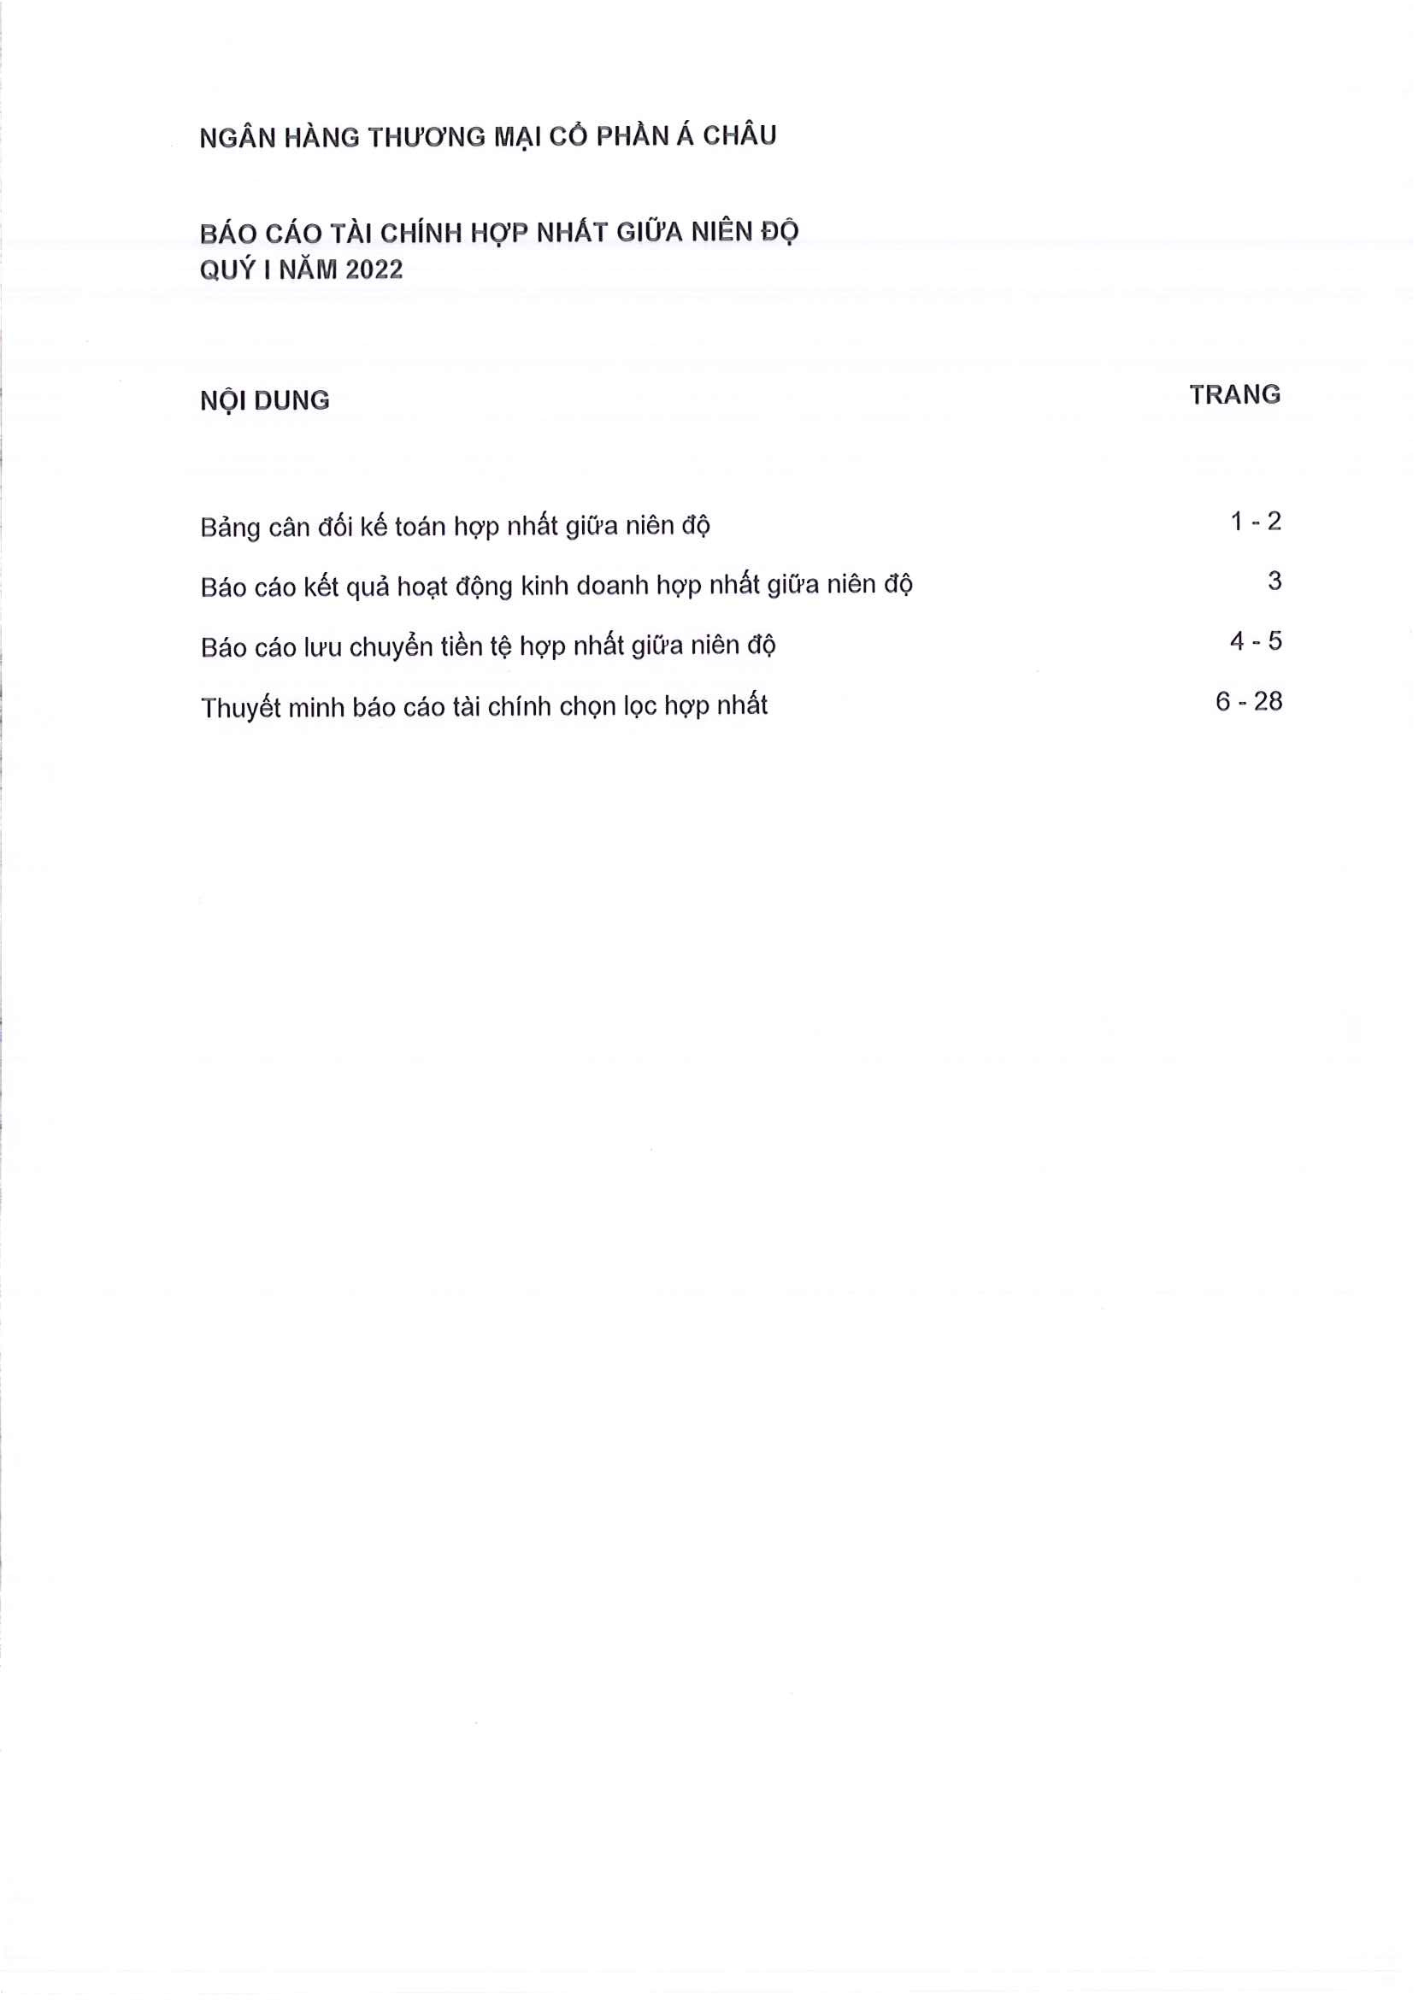 NGÂN HÀNG THƯƠNG MẠI CỔ PHẦN Á CHÂU
BÁO CÁO TÀI CHÍNH HỢP NHẤT GIỮA NIÊN ĐỘ
QUÝ I NĂM 2022
NỘI DUNG TRANG
Bảng cân đối kế toán hợp nhất giữa niên độ 1 - 2
Báo cáo kết quả hoạt động kinh doanh hợp nhất giữa niên độ 3
Báo cáo lưu chuyển tiền tệ hợp nhất giữa niên độ 4 - 5
Thuyết minh báo cáo tài chính chọn lọc hợp nhất 6 - 28